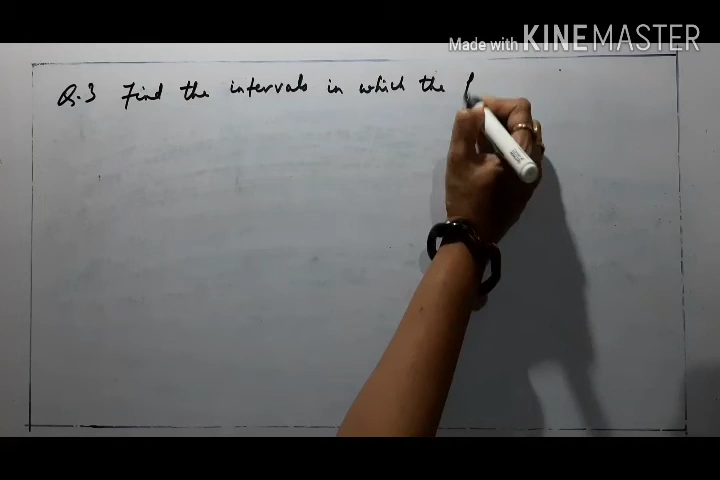 Made with KINEMASTER
Q.3 Find the intervals in which the